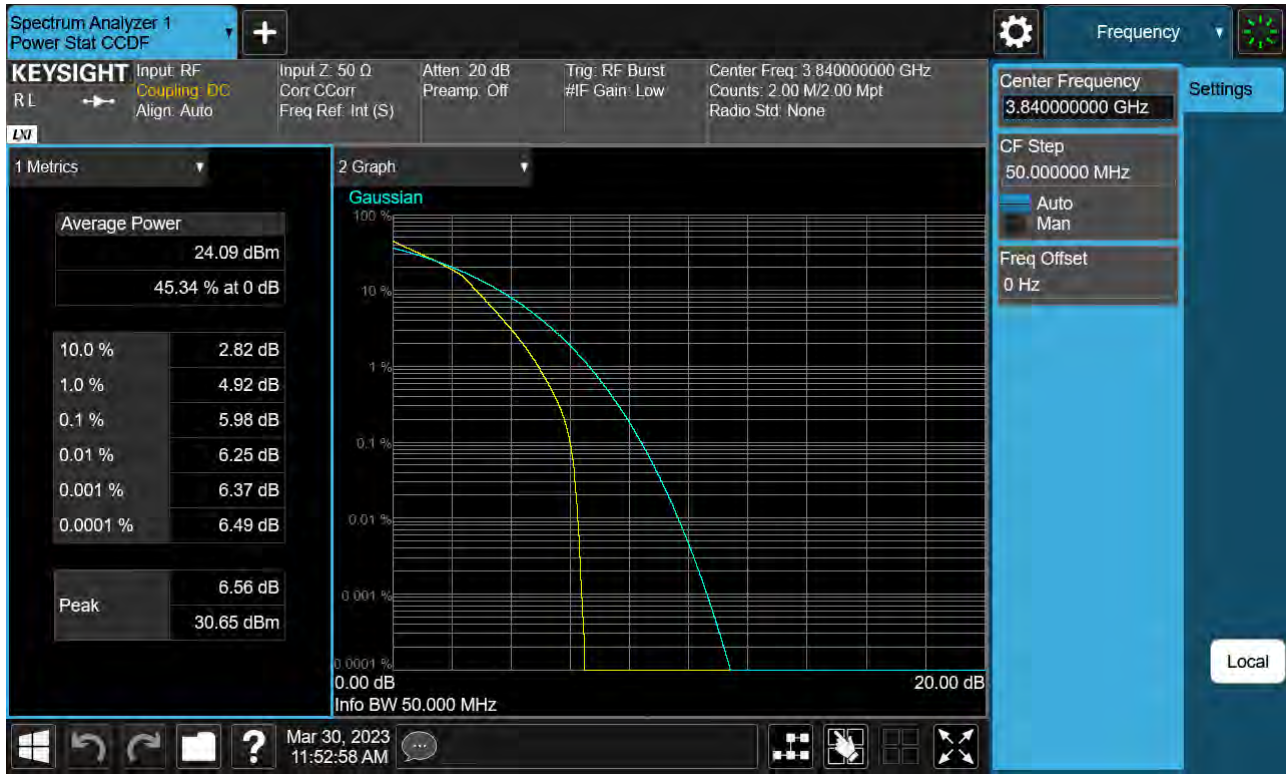 Spectrum Analyzer 1
Power Stat CCDF
Frequency
KEYSIGHT
RL
LXI
Input: RF
Coupling: DC
Align: Auto
Input Z: 50 Ω
Corr CCorr
Freq Ref: Int (S)
Atten: 20 dB
Preamp: Off
Trig: RF Burst
#IF Gain: Low
Center Freq: 3.840000000 GHz
Counts: 2.00 M/2.00 Mpt
Radio Std: None
Center Frequency
3.840000000 GHz
Settings
CF Step
50.000000 MHz
Auto
Man
Freq Offset
0 Hz
Local
1 Metrics
Average Power
24.09 dBm
45.34 % at 0 dB
10.0 % 2.82 dB
1.0 % 4.92 dB
0.1 % 5.98 dB
0.01 % 6.25 dB
0.001 % 6.37 dB
0.0001 % 6.49 dB
Peak
6.56 dB
30.65 dBm
2 Graph
Gaussian
100 %
10 %
1 %
0.1 %
0.01 %
0.001 %
0.0001 %
0.00 dB 20.00 dB
Info BW 50.000 MHz
?
Mar 30, 2023
11:52:58 AM